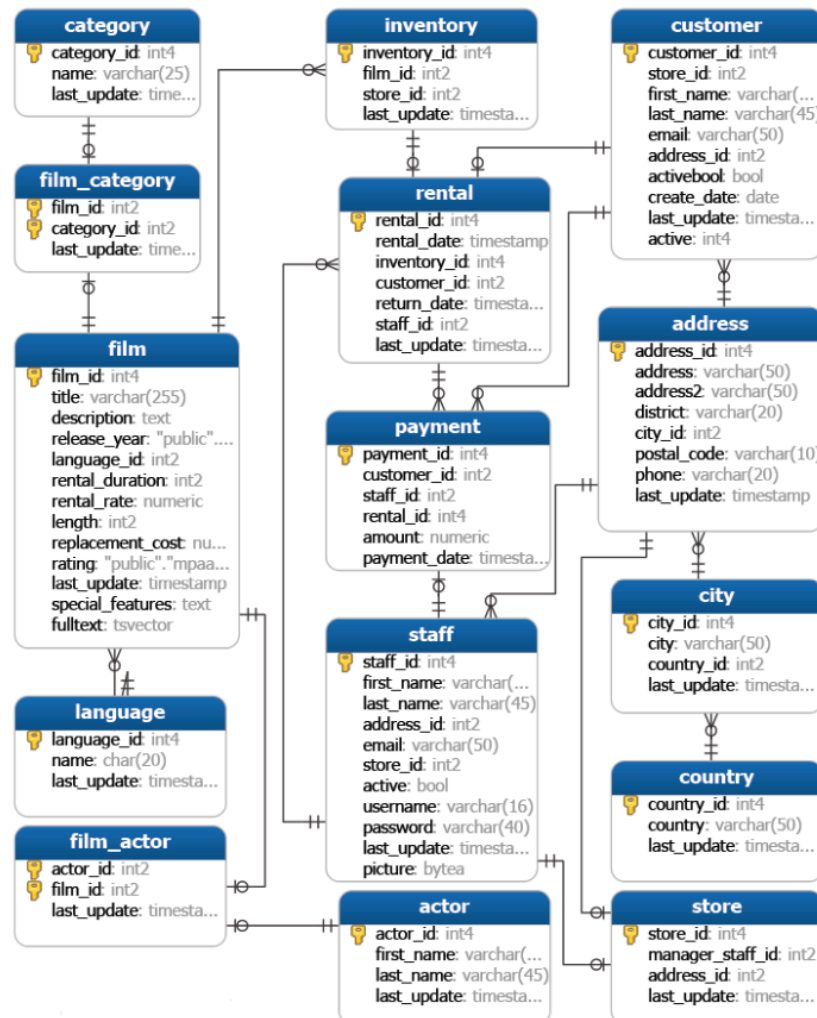 category
category_id: int4
name: varchar(25)
last_update: time...
film_category
film_id: int2
category_id: int2
last_update: time...
film
film_id: int4
title: varchar(255)
description: text
release_year: "public"....
language_id: int2
rental_duration: int2
rental_rate: numeric
length: int2
replacement_cost: nu...
rating: "public"."mpaa...
last_update: timestamp
special_features: text
fulltext: tsvector
language
language_id: int4
name: char(20)
last_update: timesta...
film_actor
actor_id: int2
film_id: int2
last_update: timesta...
inventory
inventory_id: int4
film_id: int2
store_id: int2
last_update: timesta...
rental
rental_id: int4
rental_date: timestamp
inventory_id: int4
customer_id: int2
return_date: timesta...
staff_id: int2
last_update: timesta...
payment
payment_id: int4
customer_id: int2
staff_id: int2
rental_id: int4
amount: numeric
payment_date: timesta...
staff
staff_id: int4
first_name: varchar(...
last_name: varchar(45)
address_id: int2
email: varchar(50)
store_id: int2
active: bool
username: varchar(16)
password: varchar(40)
last_update: timesta...
picture: bytea
actor
actor_id: int4
first_name: varchar(...
last_name: varchar(45)
last_update: timesta...
customer
customer_id: int4
store_id: int2
first_name: varchar(...
last_name: varchar(45)
email: varchar(50)
address_id: int2
activebool: bool
create_date: date
last_update: timesta...
active: int4
address
address_id: int4
address: varchar(50)
address2: varchar(50)
district: varchar(20)
city_id: int2
postal_code: varchar(10)
phone: varchar(20)
last_update: timestamp
city
city_id: int4
city: varchar(50)
country_id: int2
last_update: timesta...
country
country_id: int4
country: varchar(50)
last_update: timesta...
store
store_id: int4
manager_staff_id: int2
address_id: int2
last_update: timesta...